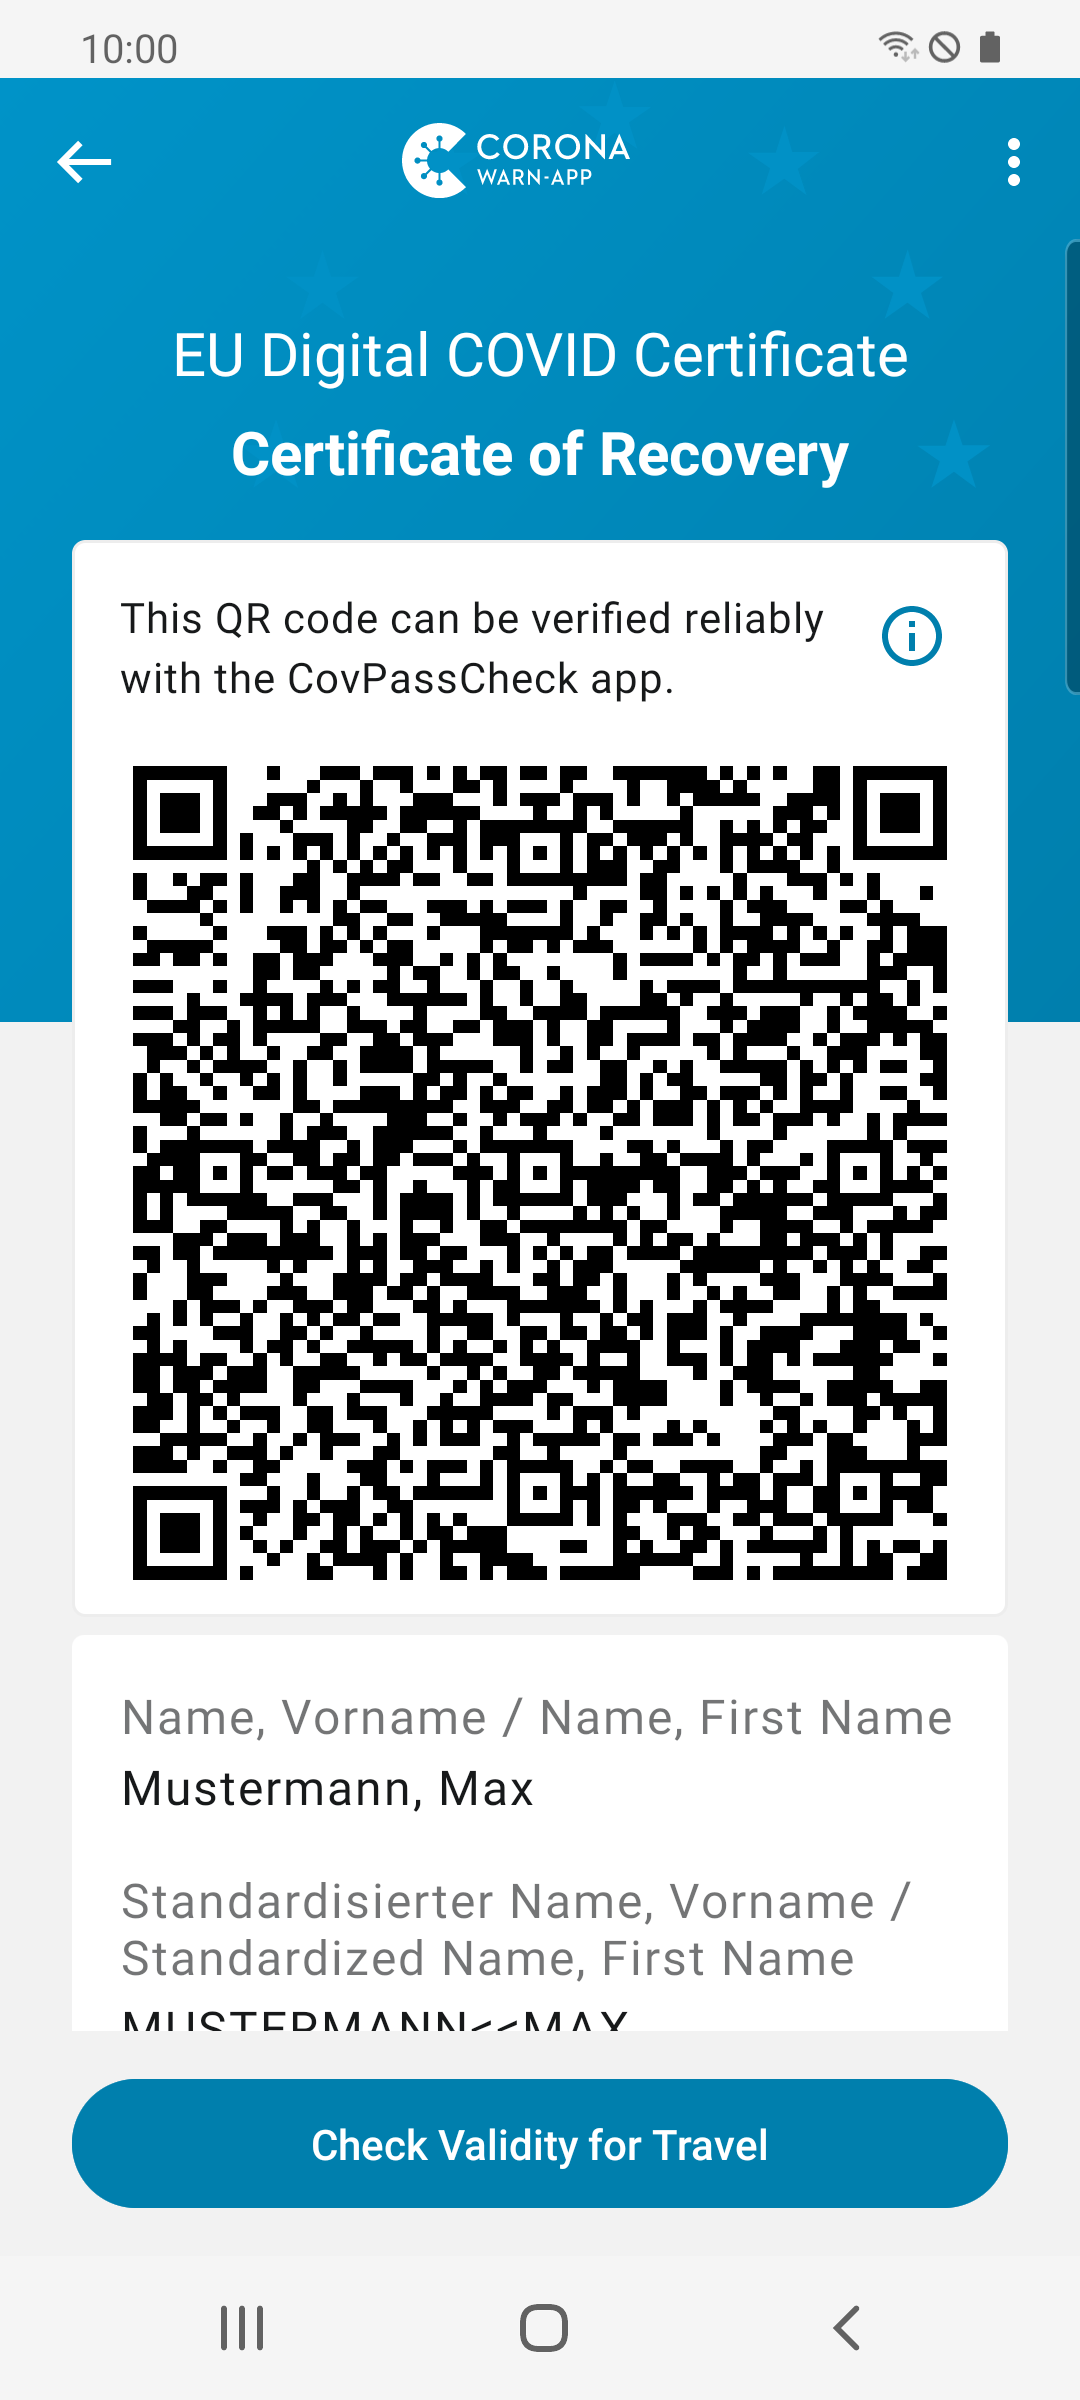 10:00
CORONA
WARN-APP
EU Digital COVID Certificate
Certificate of Recovery
This QR code can be verified reliably
with the CovPassCheck app.
Name, Vorname / Name, First Name
Mustermann, Max
Standardisierter Name, Vorname /
Standardized Name, First Name
MUSTERMANN<<MAX
Check Validity for Travel